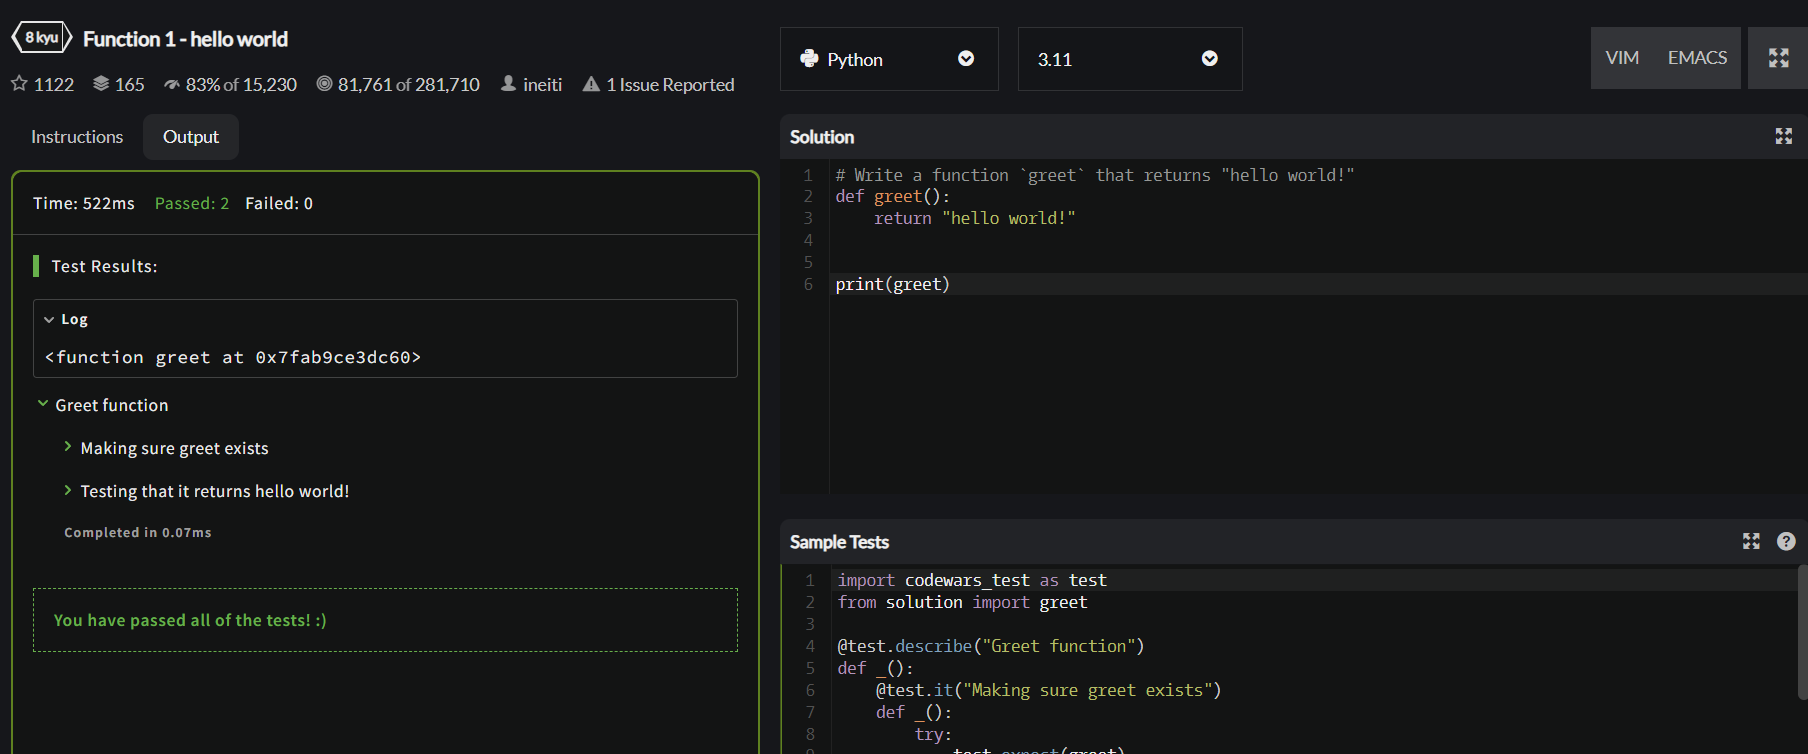 8 kyu Function 1 - hello world
1122 165 83% of 15,230 81,761 of 281,710 ineiti 1 Issue Reported
Instructions Output
Time: 522ms Passed: 2 Failed: 0
Test Results:
Log
<function greet at 0x7fab9ce3dc60>
Greet function
Making sure greet exists
Testing that it returns hello world!
Completed in 0.07ms
You have passed all of the tests! :)
Python 3.11 VIM EMACS
Solution
1 # Write a function `greet` that returns "hello world!"
2 def greet():
3     return "hello world!"
4
5
6 print(greet)
Sample Tests
1 import codewars_test as test
2 from solution import greet
3
4 @test.describe("Greet function")
5 def _():
6     @test.it("Making sure greet exists")
7     def _():
8         try:
9             test.expect(greet)